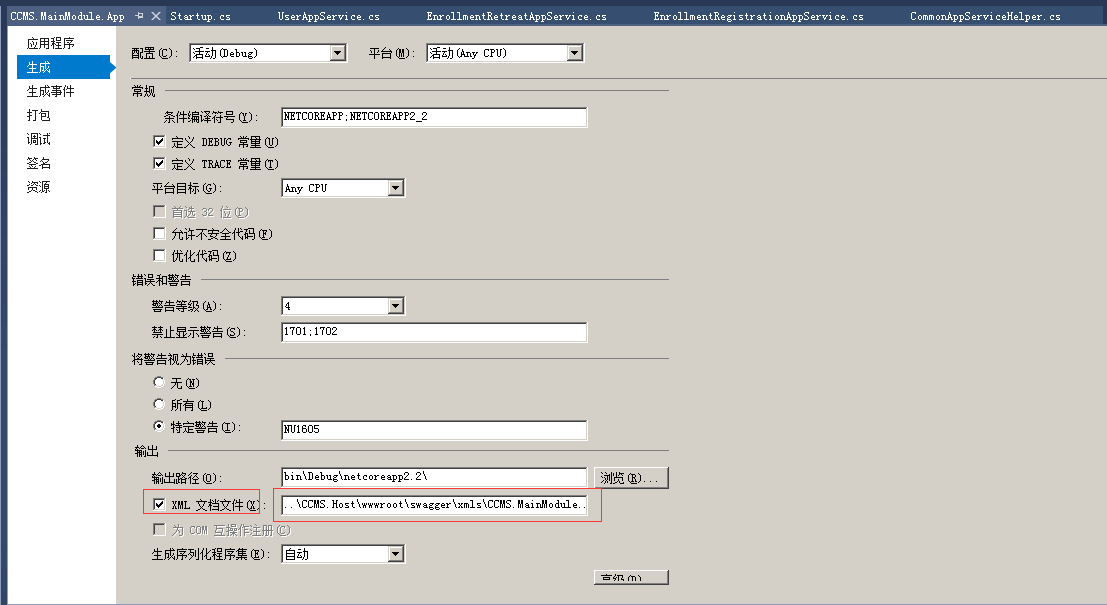 CCMS.MainModule.App Startup.cs UserAppService.cs EnrollmentRetreatAppService.cs EnrollmentRegistrationAppService.cs CommonAppServiceHelper.cs
应用程序
生成
生成事件
打包
调试
签名
资源
配置(C): 活动(Debug) 平台(M): 活动(Any CPU)
常规
条件编译符号(Y): NETCOREAPP;NETCOREAPP2_2
定义 DEBUG 常量(U)
定义 TRACE 常量(T)
平台目标(G): Any CPU
首选 32 位(P)
允许不安全代码(F)
优化代码(Z)
错误和警告
警告等级(A): 4
禁止显示警告(S): 1701;1702
将警告视为错误
无(N)
所有(L)
特定警告(I): NU1605
输出
输出路径(O): bin\Debug\netcoreapp2.2\ 浏览(R)...
XML 文档文件(X): ..\CCMS.Host\wwwroot\swagger\xmls\CCMS.MainModule..
为 COM 互操作注册(C)
生成序列化程序集(E): 自动
高级(D)